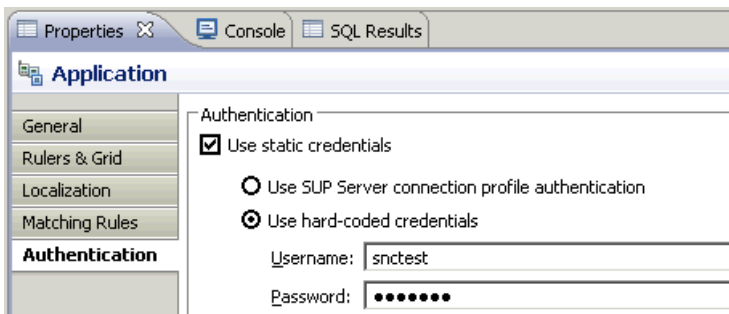 Properties Console SQL Results
Application
General
Rulers & Grid
Localization
Matching Rules
Authentication
Authentication
Use static credentials
Use SUP Server connection profile authentication
Use hard-coded credentials
Username: snctest
Password: •••••••